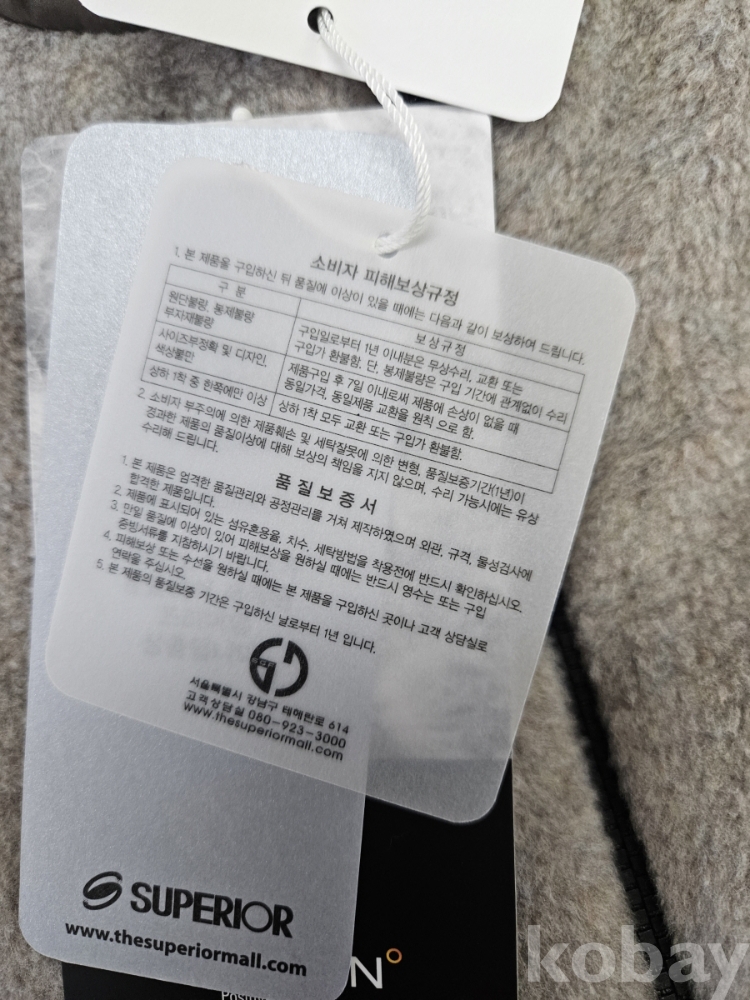 소비자 피해보상규정
1. 본 제품을 구입하신 뒤 품질에 이상이 있을 때에는 다음과 같이 보상하여 드립니다.
구 분
보상규정
원단불량, 봉제불량
부자재불량
구입일로부터 1년 이내분은 무상수리, 교환 또는
구입가 환불함. 단, 봉제불량은 구입 기간에 관계없이 수리
사이즈부정확 및 디자인,
색상불만
제품구입 후 7일 이내로써 제품에 손상이 없을 때
동일가격, 동일제품 교환을 원칙 으로 함.
상하 1착 중 한쪽에만 이상
상하 1착 모두 교환 또는 구입가 환불함.
2. 소비자 부주의에 의한 제품훼손 및 세탁잘못에 의한 변형, 품질보증기간(1년)이
경과한 제품의 품질이상에 대해 보상의 책임을 지지 않으며, 수리 가능시에는 유상
수리해 드립니다.
품질보증서
1. 본 제품은 엄격한 품질관리와 공정관리를 거쳐 제작하였으며 외관, 규격, 물성검사에
합격한 제품입니다.
2. 제품에 표시되어 있는 섬유혼용율, 치수, 세탁방법을 착용전에 반드시 확인하십시오.
3. 만일 품질에 이상이 있어 피해보상을 원하실 때에는 반드시 영수는 또는 구입
증빙서류를 지참하시기 바랍니다.
4. 피해보상 또는 수선을 원하실 때에는 본 제품을 구입하신 곳이나 고객 상담실로
연락을 주십시오.
5. 본 제품의 품질보증 기간은 구입하신 날로부터 1년 입니다.
서울특별시 강남구 테헤란로 614
고객상담실 080-923-3000
www.thesuperiormall.com
SUPERIOR
www.thesuperiormall.com
N°
kobay